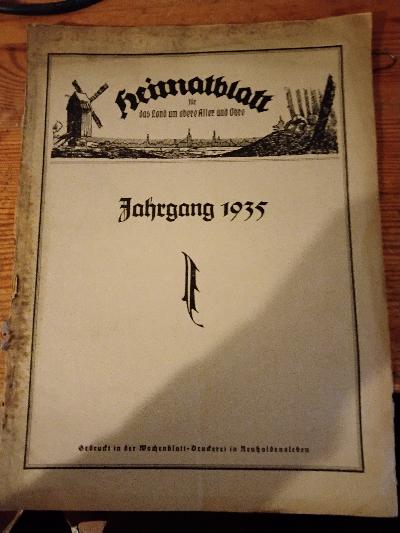 Heimatblatt
für
das Land um obere Aller und Ohre
Jahrgang 1935
Gedruckt in der Wochenblatt-Druckerei in Neuhaldensleben